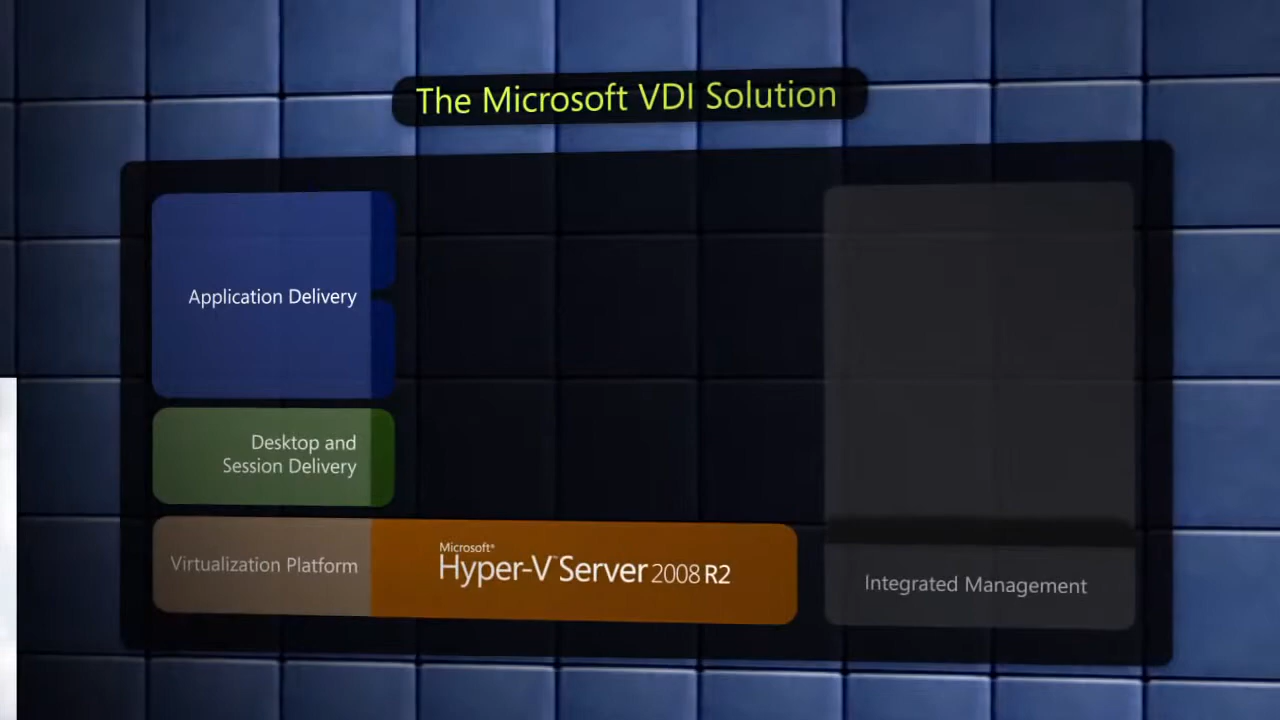 The Microsoft VDI Solution
Application Delivery
Desktop and
Session Delivery
Virtualization Platform
Microsoft®
Hyper-V™ Server 2008 R2
Integrated Management